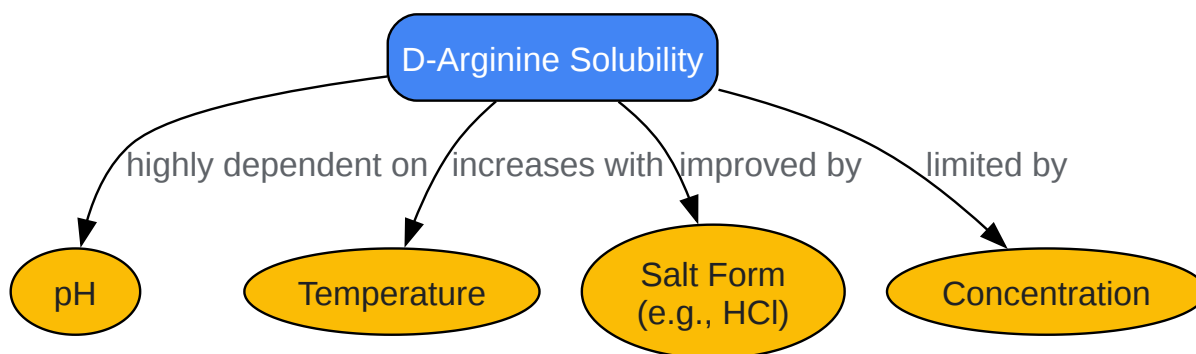 D-Arginine Solubility
highly dependent on
increases with
improved by
limited by
pH
Temperature
Salt Form
(e.g., HCl)
Concentration